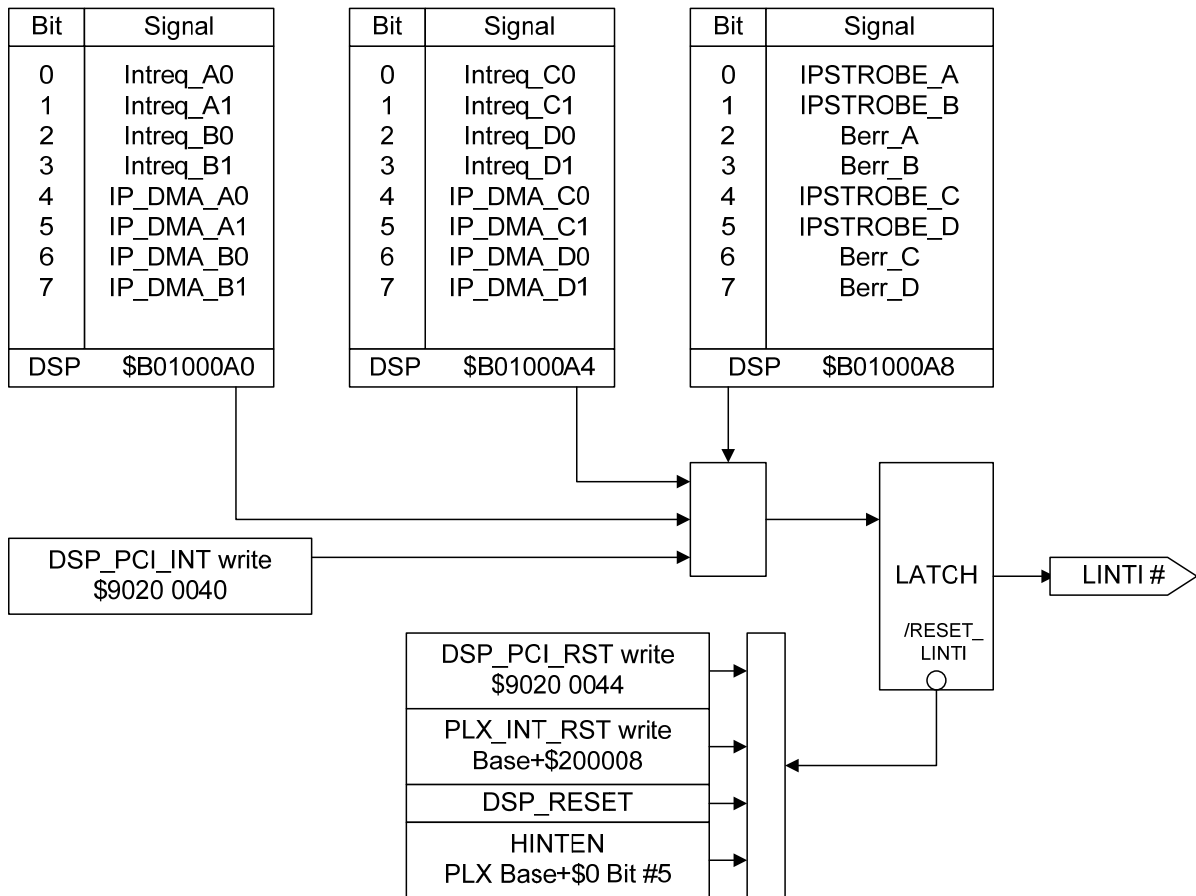 Bit Signal
0 Intreq_A0
1 Intreq_A1
2 Intreq_B0
3 Intreq_B1
4 IP_DMA_A0
5 IP_DMA_A1
6 IP_DMA_B0
7 IP_DMA_B1
DSP $B01000A0
Bit Signal
0 Intreq_C0
1 Intreq_C1
2 Intreq_D0
3 Intreq_D1
4 IP_DMA_C0
5 IP_DMA_C1
6 IP_DMA_D0
7 IP_DMA_D1
DSP $B01000A4
Bit Signal
0 IPSTROBE_A
1 IPSTROBE_B
2 Berr_A
3 Berr_B
4 IPSTROBE_C
5 IPSTROBE_D
6 Berr_C
7 Berr_D
DSP $B01000A8
DSP_PCI_INT write
$9020 0040
LATCH
/RESET_
LINTI
LINTI #
DSP_PCI_RST write
$9020 0044
PLX_INT_RST write
Base+$200008
DSP_RESET
HINTEN
PLX Base+$0 Bit #5